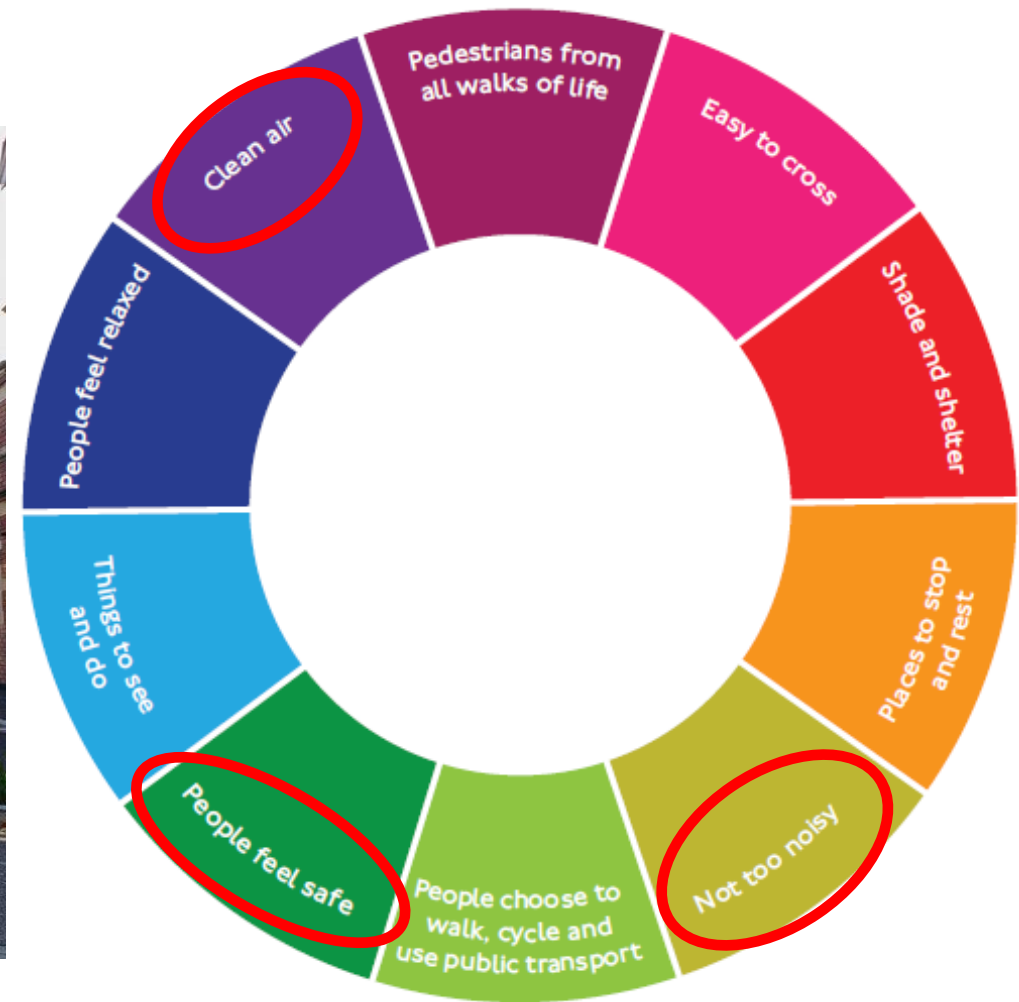 Pedestrians from
all walks of life
Easy to cross
Shade and shelter
Places to stop
and rest
Not too noisy
People choose to
walk, cycle and
use public transport
People feel safe
Things to see
and do
People feel relaxed
Clean air